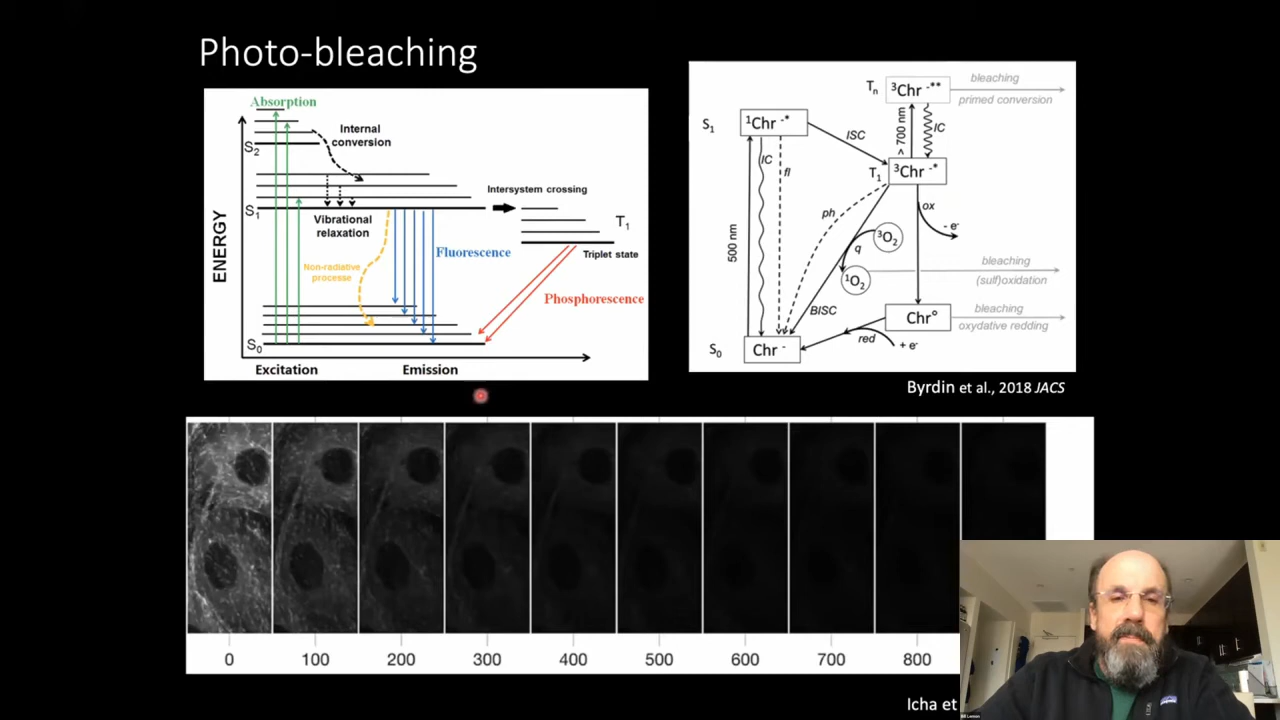 Photo-bleaching
Absorption
Internal
conversion
S2
Intersystem crossing
S1
T1
Vibrational
relaxation
Triplet state
Fluorescence
Non-radiative
processe
Phosphorescence
ENERGY
S0
Excitation
Emission
Tn
3Chr -**
bleaching
primed conversion
> 700 nm
IC
S1
1Chr -*
ISC
T1
3Chr -*
IC
fl
ph
ox
- e-
3O2
q
1O2
500 nm
bleaching
(sulf)oxidation
BISC
Chr°
bleaching
oxydative redding
red
+ e-
S0
Chr -
Byrdin et al., 2018 JACS
0 100 200 300 400 500 600 700 800
Icha et
Bill Lemon